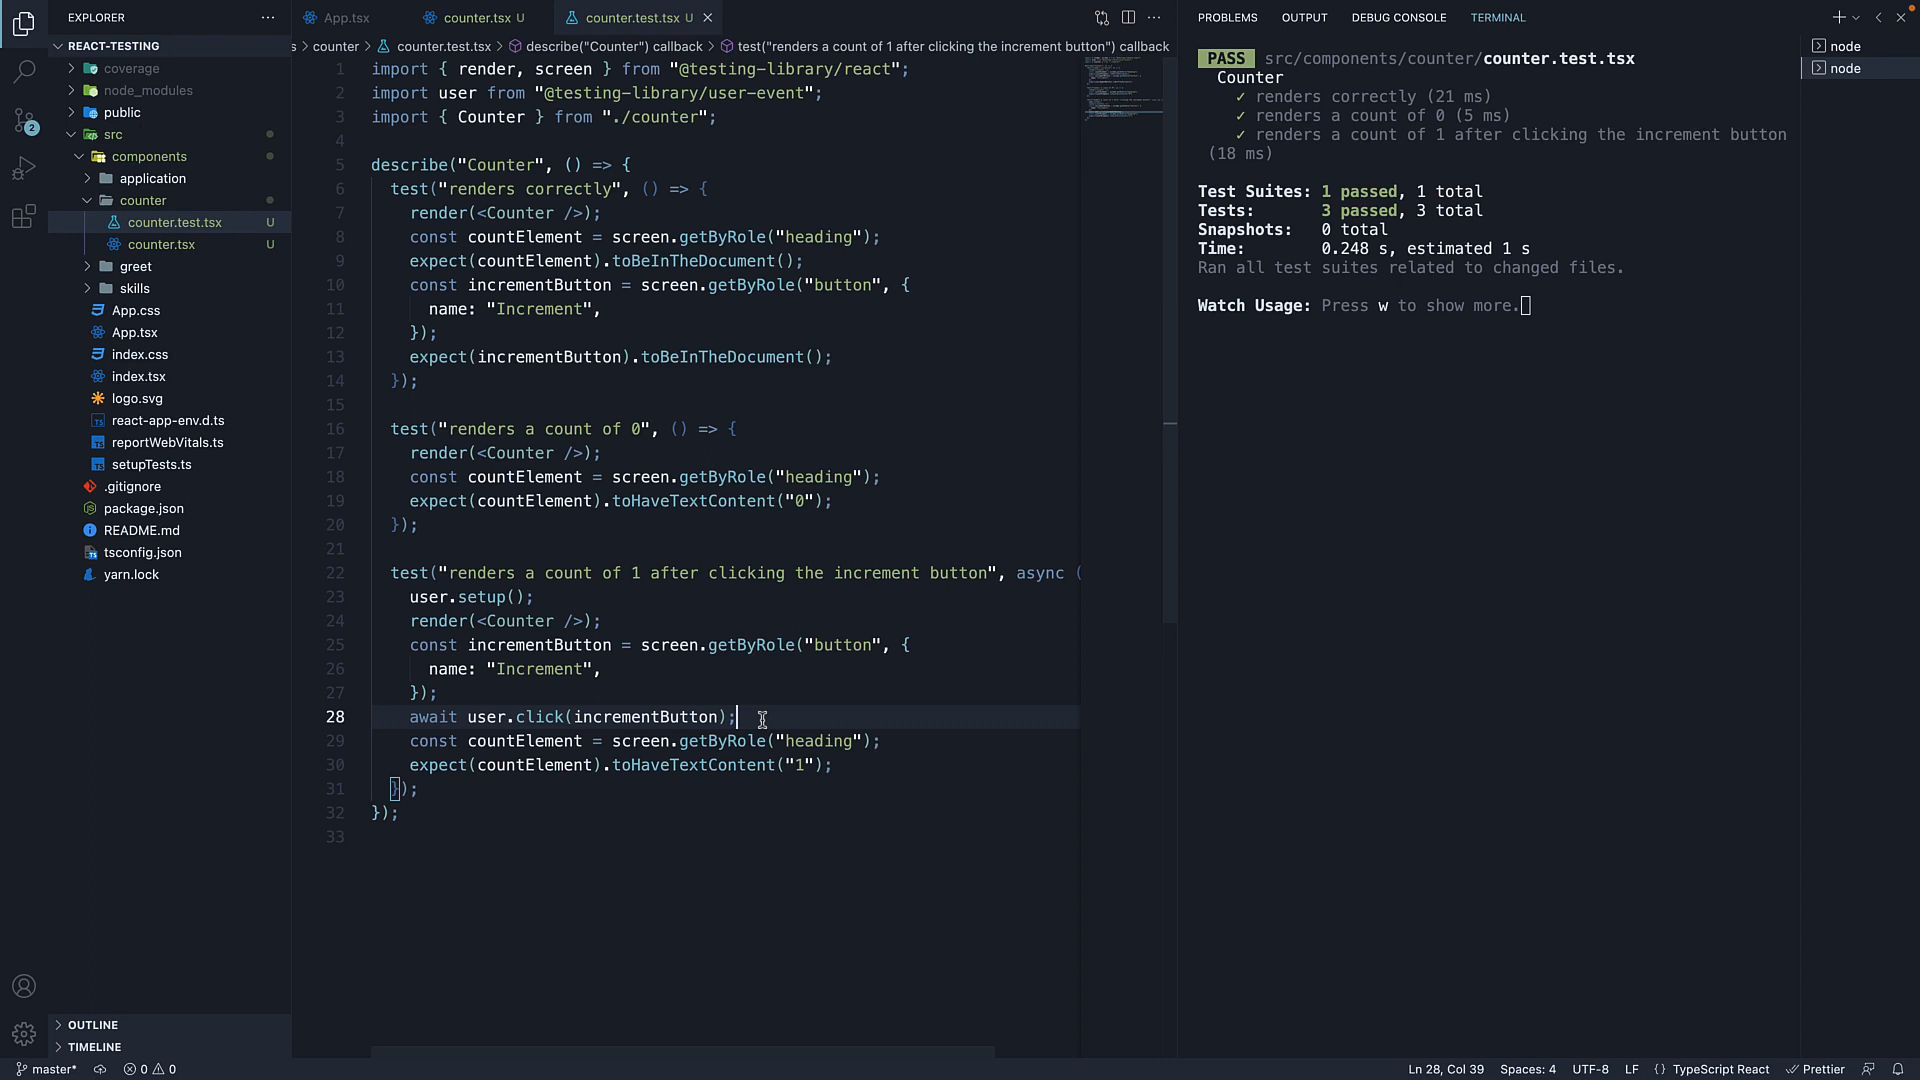 EXPLORER
REACT-TESTING
coverage
node_modules
public
src
components
application
counter
counter.test.tsx U
counter.tsx U
greet
skills
App.css
App.tsx
index.css
index.tsx
logo.svg
react-app-env.d.ts
reportWebVitals.ts
setupTests.ts
.gitignore
package.json
README.md
tsconfig.json
yarn.lock
OUTLINE
TIMELINE
2
App.tsx
counter.tsx U
counter.test.tsx U
s > counter > counter.test.tsx > describe("Counter") callback > test("renders a count of 1 after clicking the increment button") callback
1 import { render, screen } from "@testing-library/react";
2 import user from "@testing-library/user-event";
3 import { Counter } from "./counter";
4
5 describe("Counter", () => {
6 test("renders correctly", () => {
7 render(<Counter />);
8 const countElement = screen.getByRole("heading");
9 expect(countElement).toBeInTheDocument();
10 const incrementButton = screen.getByRole("button", {
11 name: "Increment",
12 });
13 expect(incrementButton).toBeInTheDocument();
14 });
15
16 test("renders a count of 0", () => {
17 render(<Counter />);
18 const countElement = screen.getByRole("heading");
19 expect(countElement).toHaveTextContent("0");
20 });
21
22 test("renders a count of 1 after clicking the increment button", async (
23 user.setup();
24 render(<Counter />);
25 const incrementButton = screen.getByRole("button", {
26 name: "Increment",
27 });
28 await user.click(incrementButton);
29 const countElement = screen.getByRole("heading");
30 expect(countElement).toHaveTextContent("1");
31 });
32 });
33
PROBLEMS OUTPUT DEBUG CONSOLE TERMINAL
PASS src/components/counter/counter.test.tsx
Counter
✓ renders correctly (21 ms)
✓ renders a count of 0 (5 ms)
✓ renders a count of 1 after clicking the increment button
(18 ms)
Test Suites: 1 passed, 1 total
Tests: 3 passed, 3 total
Snapshots: 0 total
Time: 0.248 s, estimated 1 s
Ran all test suites related to changed files.
Watch Usage: Press w to show more.
node
node
master* 0 0
Ln 28, Col 39 Spaces: 4 UTF-8 LF {} TypeScript React Prettier